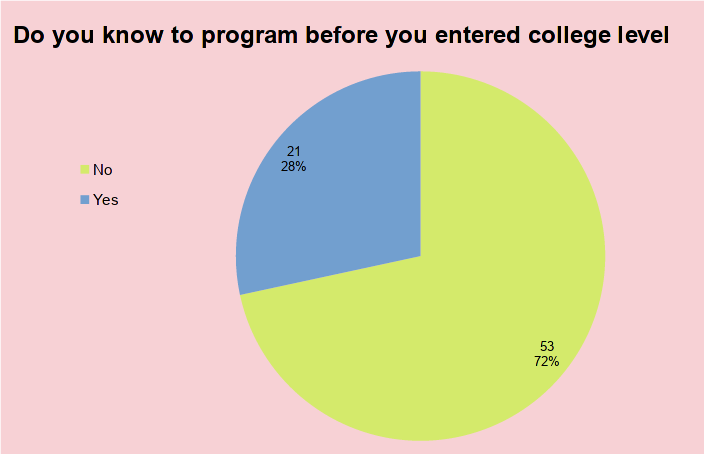 Do you know to program before you entered college level
No
Yes
21
28%
53
72%